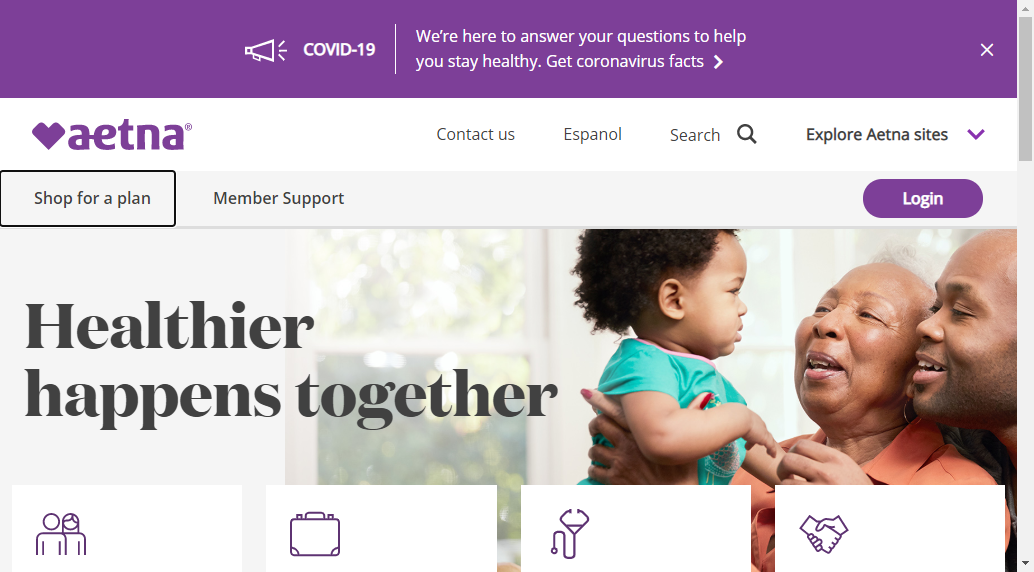 COVID-19
We’re here to answer your questions to help
you stay healthy. Get coronavirus facts
aetna®
Contact us
Espanol
Search
Explore Aetna sites
Shop for a plan
Member Support
Login
Healthier
happens together